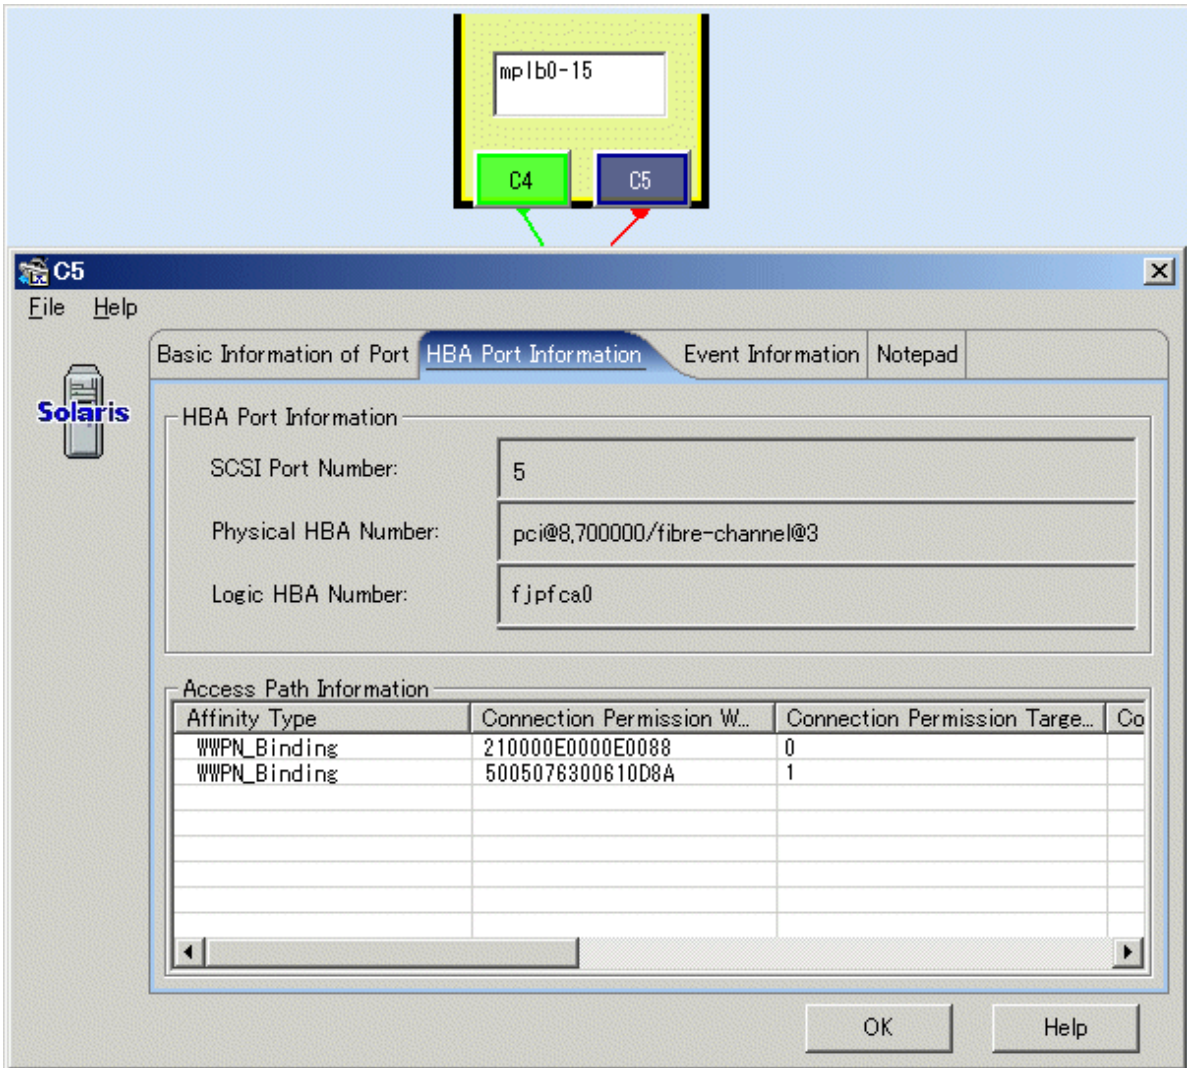 mplb0-15
C4 C5
C5
File Help
Basic Information of Port HBA Port Information Event Information Notepad
Solaris
HBA Port Information
SCSI Port Number: 5
Physical HBA Number: pci@8,700000/fibre-channel@3
Logic HBA Number: fjpfca0
Access Path Information
Affinity Type Connection Permission W... Connection Permission Targe... Co
WWPN_Binding 210000E0000E0088 0
WWPN_Binding 5005076300610D8A 1
OK Help